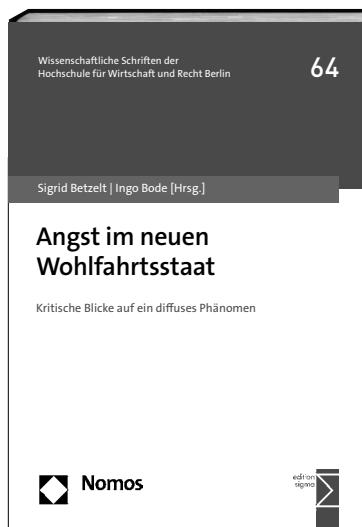 Wissenschaftliche Schriften der
Hochschule für Wirtschaft und Recht Berlin
64
Sigrid Betzelt | Ingo Bode [Hrsg.]
Angst im neuen
Wohlfahrtsstaat
Kritische Blicke auf ein diffuses Phänomen
Nomos
edition
sigma